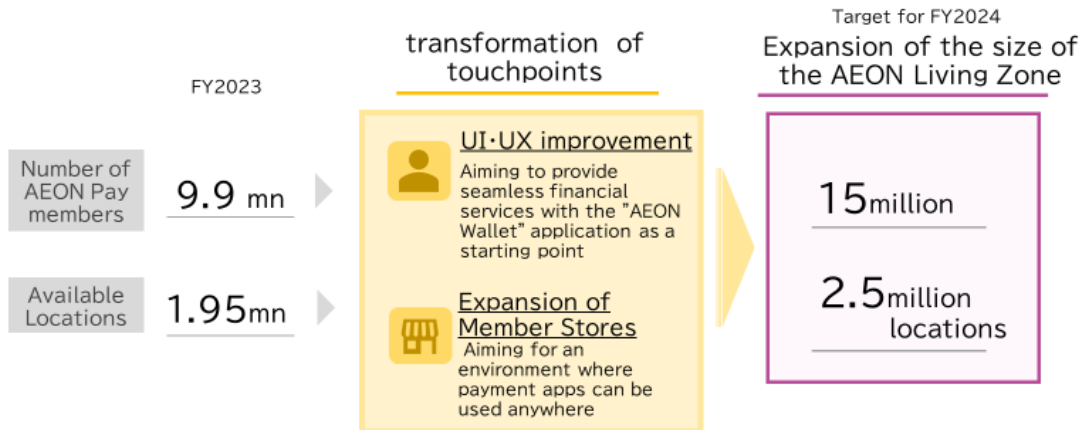 FY2023
Number of
AEON Pay
members
9.9 mn
Available
Locations
1.95mn
transformation of
touchpoints
UI･UX improvement
Aiming to provide
seamless financial
services with the "AEON
Wallet" application as a
starting point
Expansion of
Member Stores
Aiming for an
environment where
payment apps can be
used anywhere
Target for FY2024
Expansion of the size of
the AEON Living Zone
15million
2.5million
locations